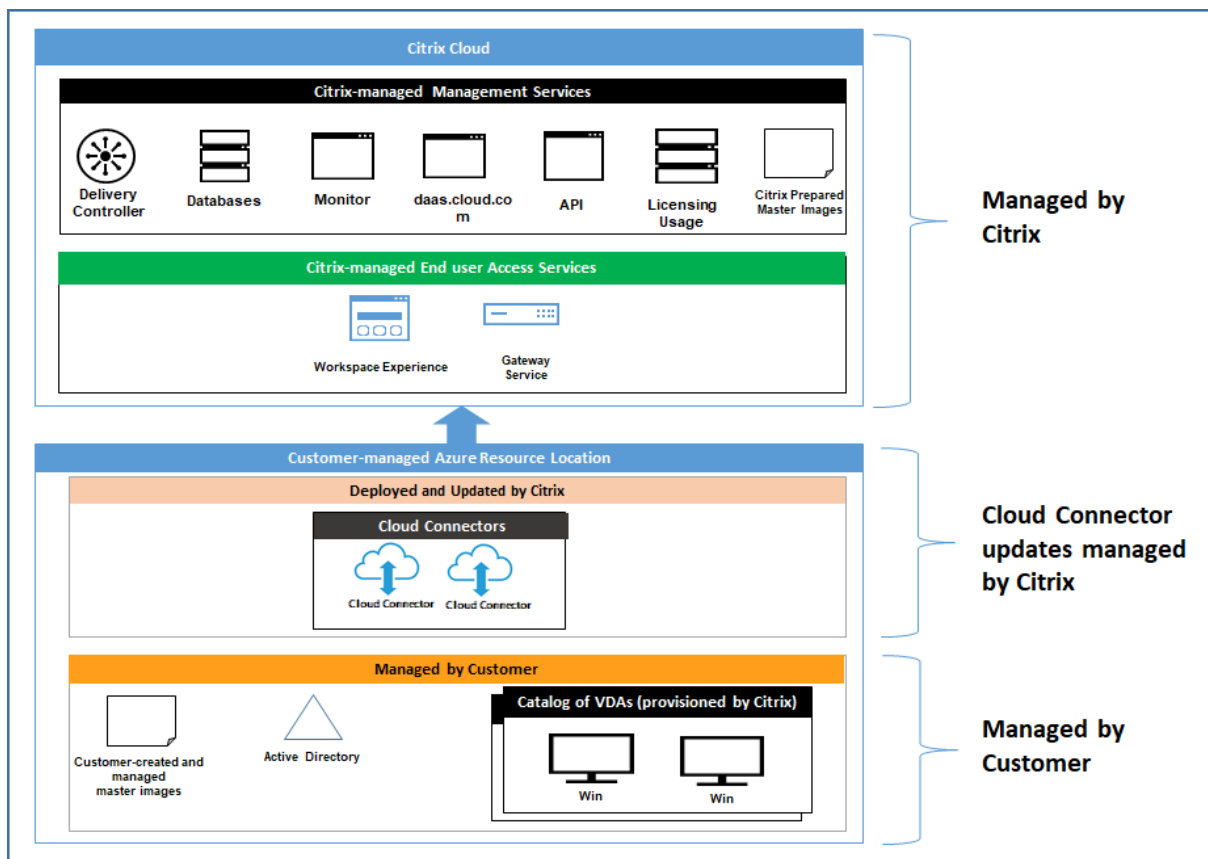 Citrix Cloud
Citrix-managed Management Services
Delivery
Controller
Databases
Monitor
daas.cloud.co
m
API
Licensing
Usage
Citrix Prepared
Master Images
Managed by
Citrix
Citrix-managed End user Access Services
Workspace Experience
Gateway
Service
Customer-managed Azure Resource Location
Deployed and Updated by Citrix
Cloud Connectors
Cloud Connector
Cloud Connector
Cloud Connector
updates managed
by Citrix
Managed by Customer
Customer-created and
managed
master images
Active Directory
Catalog of VDAs (provisioned by Citrix)
Win
Win
Managed by
Customer